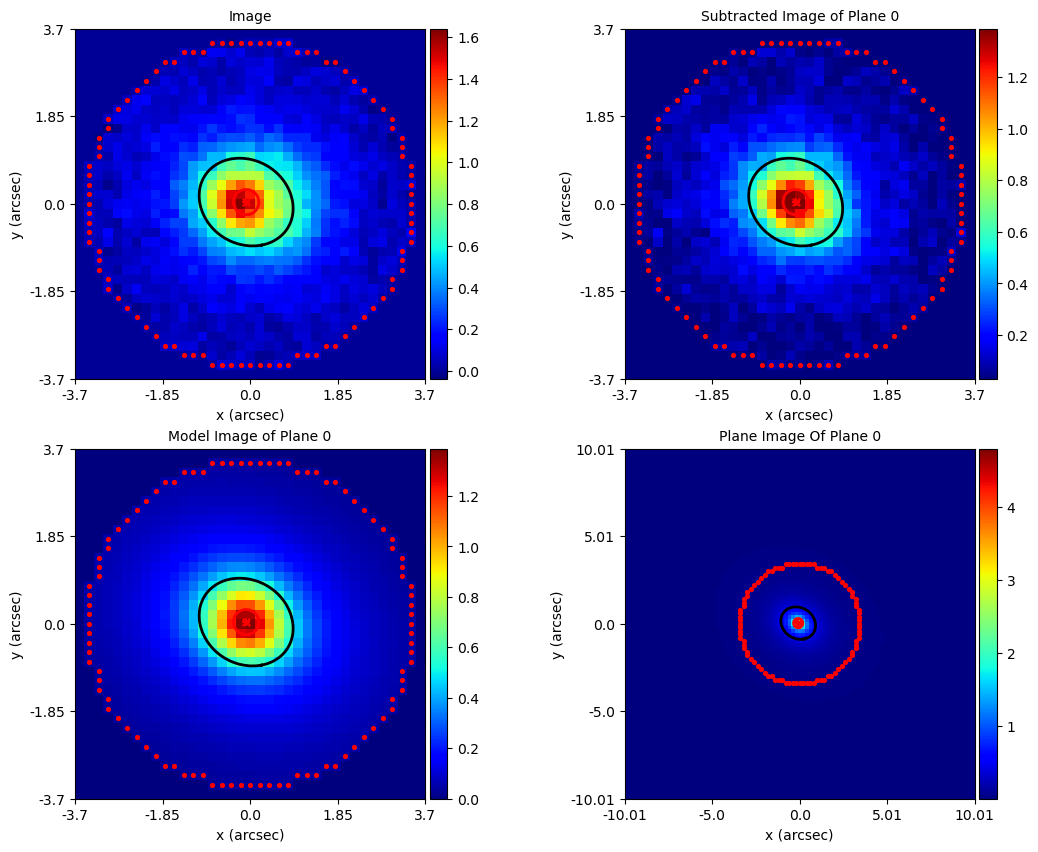 Image
3.7
1.85
0.0
-1.85
-3.7
y (arcsec)
-3.7 -1.85 0.0 1.85 3.7
x (arcsec)
1.6
1.4
1.2
1.0
0.8
0.6
0.4
0.2
0.0
Subtracted Image of Plane 0
3.7
1.85
0.0
-1.85
-3.7
y (arcsec)
-3.7 -1.85 0.0 1.85 3.7
x (arcsec)
1.2
1.0
0.8
0.6
0.4
0.2
Model Image of Plane 0
3.7
1.85
0.0
-1.85
-3.7
y (arcsec)
-3.7 -1.85 0.0 1.85 3.7
x (arcsec)
1.2
1.0
0.8
0.6
0.4
0.2
0.0
Plane Image Of Plane 0
10.01
5.01
0.0
-5.0
-10.01
y (arcsec)
-10.01 -5.0 0.0 5.01 10.01
x (arcsec)
4
3
2
1